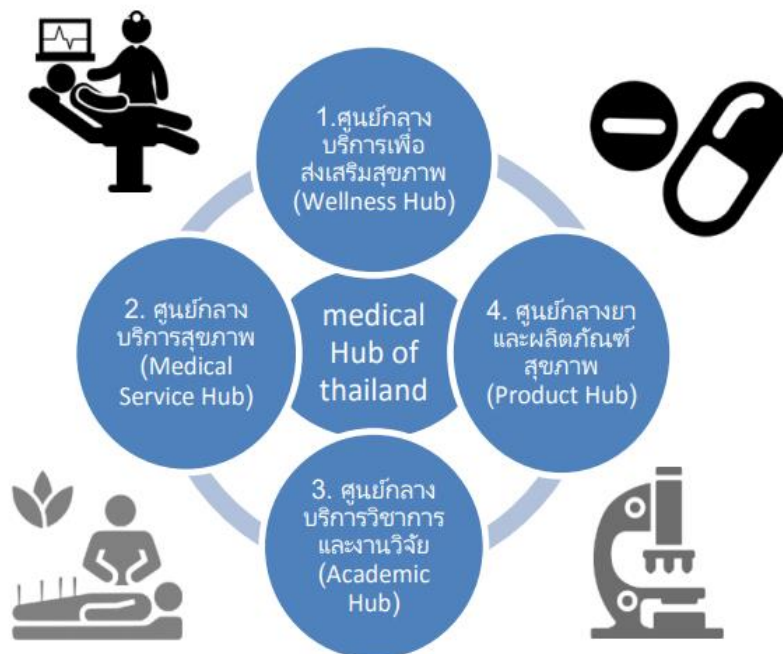 1.ศูนย์กลาง
บริการเพื่อ
ส่งเสริมสุขภาพ
(Wellness Hub)
2. ศูนย์กลาง
บริการสุขภาพ
(Medical
Service Hub)
medical
Hub of
thailand
4. ศูนย์กลางยา
และผลิตภัณฑ์
สุขภาพ
(Product Hub)
3. ศูนย์กลาง
บริการวิชาการ
และงานวิจัย
(Academic
Hub)